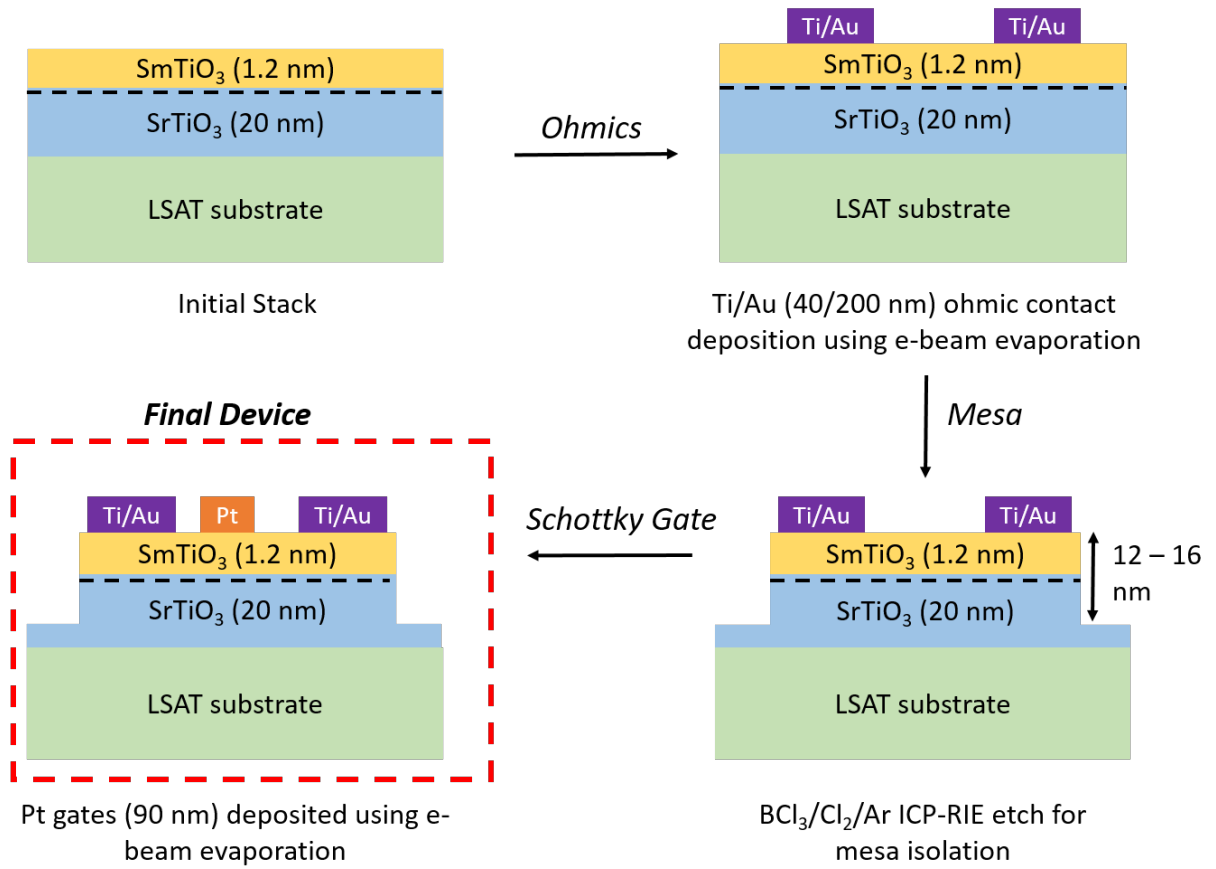 SmTiO₃ (1.2 nm)
SrTiO₃ (20 nm)
LSAT substrate
Initial Stack
Ohmics
Ti/Au
Ti/Au
SmTiO₃ (1.2 nm)
SrTiO₃ (20 nm)
LSAT substrate
Ti/Au (40/200 nm) ohmic contact
deposition using e-beam evaporation
Mesa
Ti/Au
Ti/Au
SmTiO₃ (1.2 nm)
SrTiO₃ (20 nm)
LSAT substrate
12 – 16
nm
BCl₃/Cl₂/Ar ICP-RIE etch for
mesa isolation
Schottky Gate
Final Device
Ti/Au
Pt
Ti/Au
SmTiO₃ (1.2 nm)
SrTiO₃ (20 nm)
LSAT substrate
Pt gates (90 nm) deposited using e-
beam evaporation